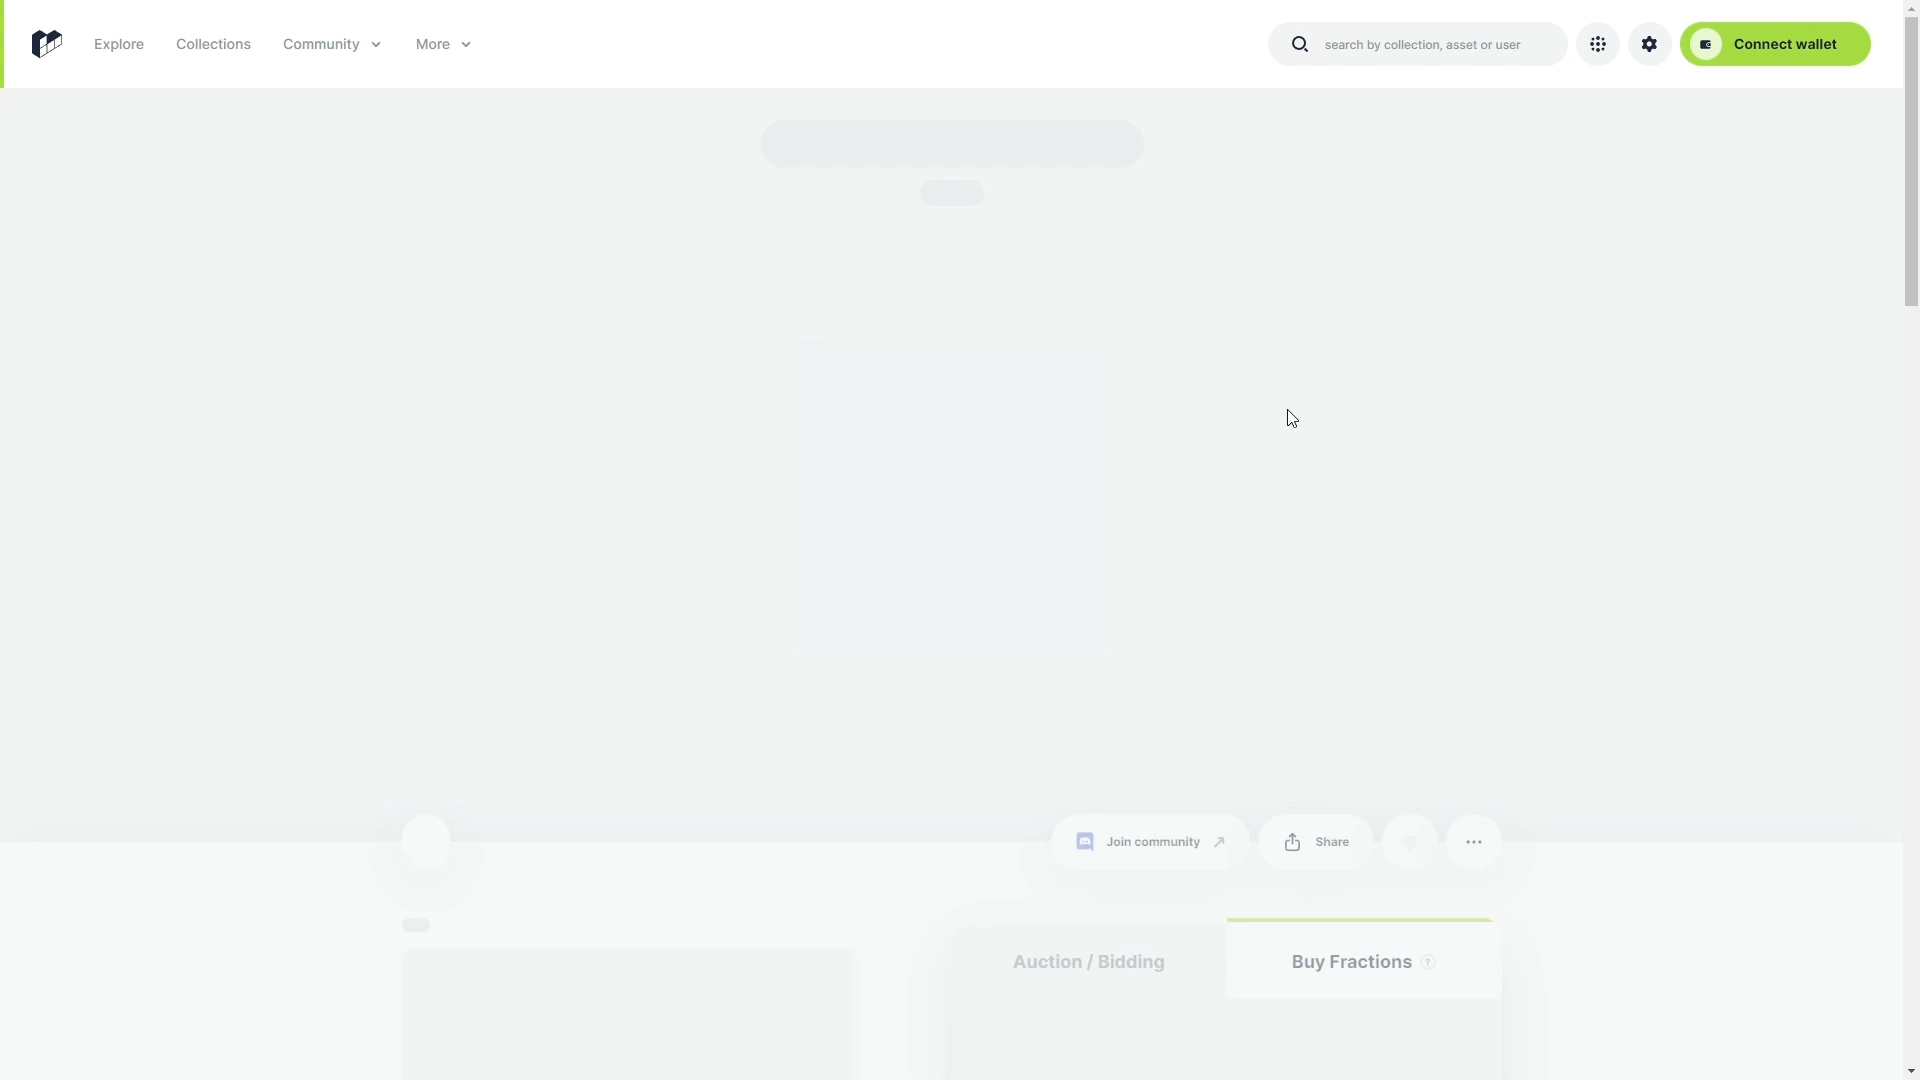 Explore
Collections
Community
More
search by collection, asset or user
Connect wallet
Join community
Share
Auction / Bidding
Buy Fractions ?